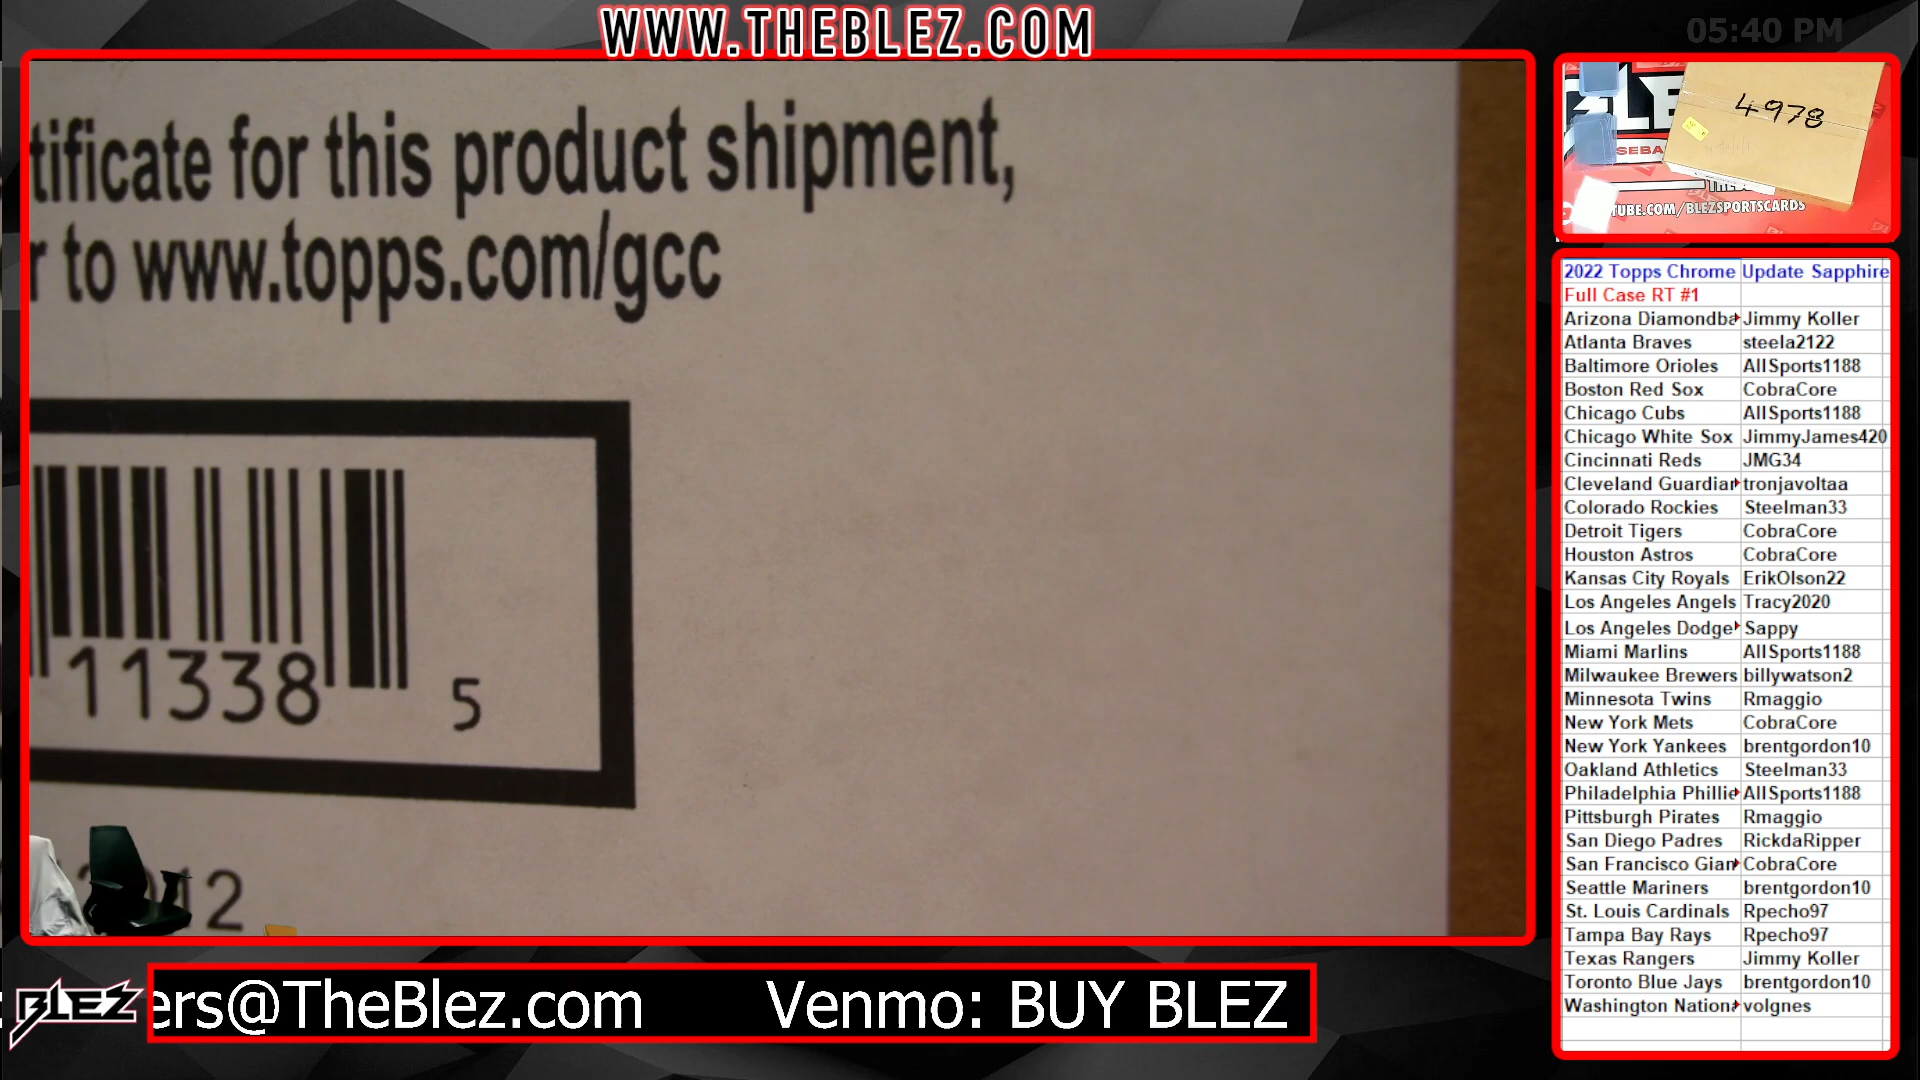 WWW.THEBLEZ.COM
05:40 PM
tificate for this product shipment,
r to www.topps.com/gcc
11338 5
12
4978
TUBE.COM/BLEZSPORTSCARDS
2022 Topps Chrome Update Sapphire
Full Case RT #1
Arizona Diamondba Jimmy Koller
Atlanta Braves steela2122
Baltimore Orioles AllSports1188
Boston Red Sox CobraCore
Chicago Cubs AllSports1188
Chicago White Sox JimmyJames420
Cincinnati Reds JMG34
Cleveland Guardian tronjavoltaa
Colorado Rockies Steelman33
Detroit Tigers CobraCore
Houston Astros CobraCore
Kansas City Royals ErikOlson22
Los Angeles Angels Tracy2020
Los Angeles Dodge Sappy
Miami Marlins AllSports1188
Milwaukee Brewers billywatson2
Minnesota Twins Rmaggio
New York Mets CobraCore
New York Yankees brentgordon10
Oakland Athletics Steelman33
Philadelphia Phillie AllSports1188
Pittsburgh Pirates Rmaggio
San Diego Padres RickdaRipper
San Francisco Gian CobraCore
Seattle Mariners brentgordon10
St. Louis Cardinals Rpecho97
Tampa Bay Rays Rpecho97
Texas Rangers Jimmy Koller
Toronto Blue Jays brentgordon10
Washington Nationa volgnes
BLEZ
ers@TheBlez.com Venmo: BUY BLEZ